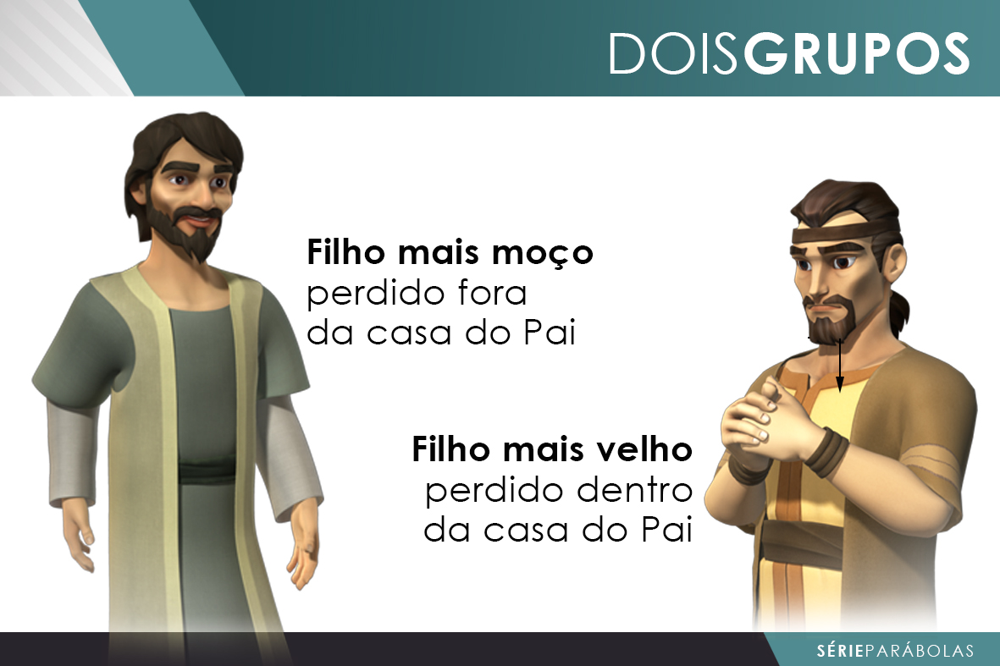 DOISGRUPOS
Filho mais moço
perdido fora
da casa do Pai
Filho mais velho
perdido dentro
da casa do Pai
SÉRIEPARÁBOLAS